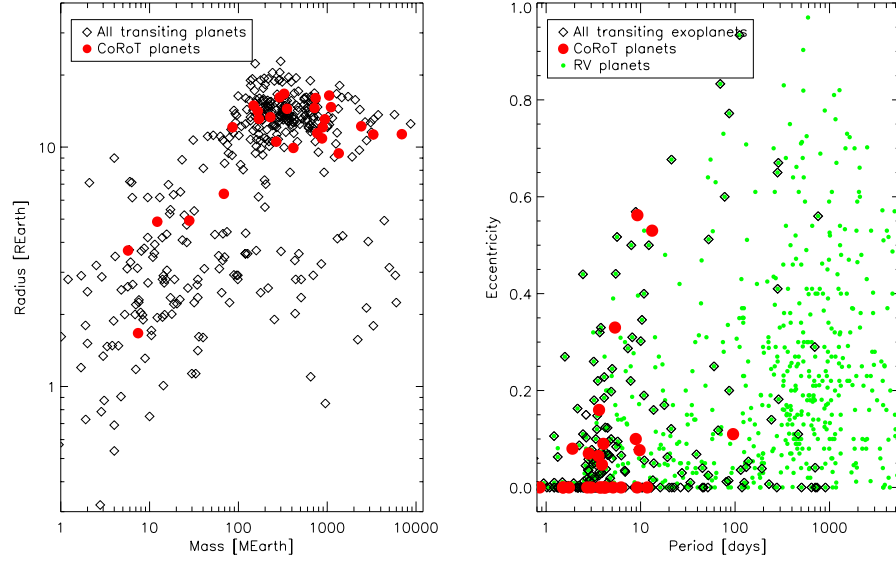 All transiting planets
CoRoT planets
10
1
1
10
100
1000
10000
Radius [REarth]
Mass [MEarth]
All transiting exoplanets
CoRoT planets
RV planets
1.0
0.8
0.6
0.4
0.2
0.0
1
10
100
1000
Eccentricity
Period [days]